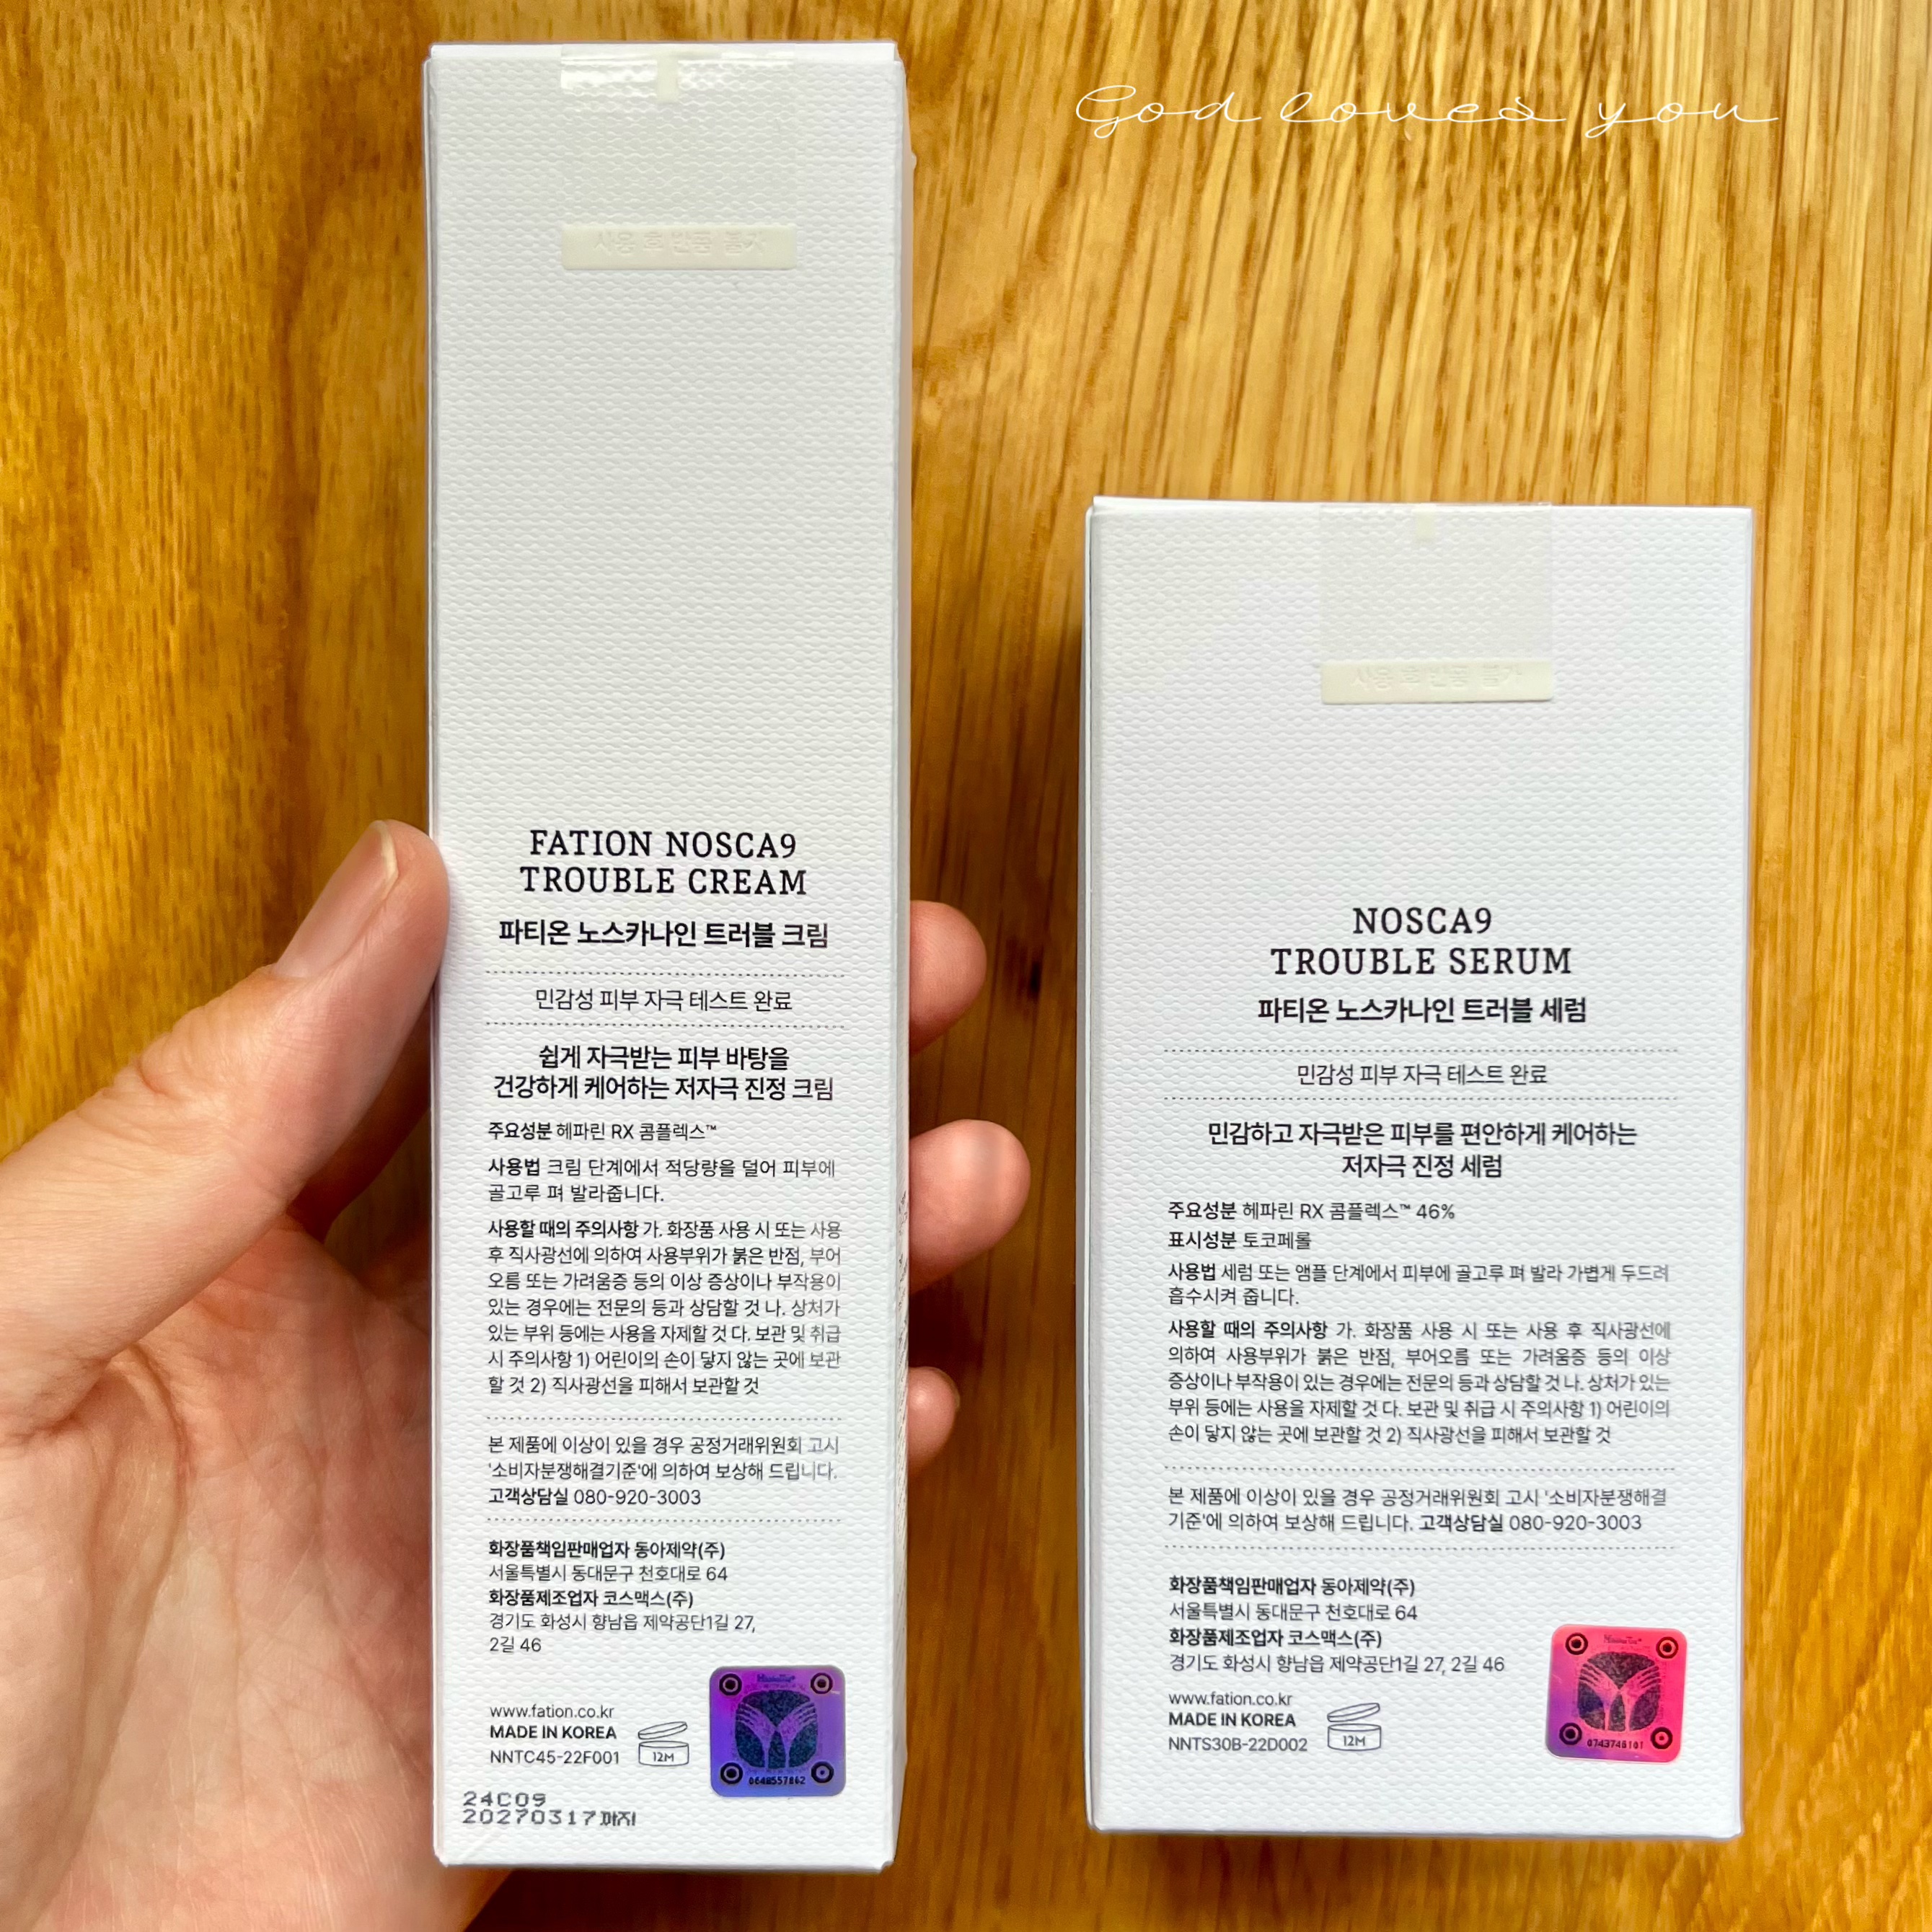 God loves you
사용 후 반품 불가
FATION NOSCA9
TROUBLE CREAM
파티온 노스카나인 트러블 크림
민감성 피부 자극 테스트 완료
쉽게 자극받는 피부 바탕을
건강하게 케어하는 저자극 진정 크림
주요성분 헤파린 RX 콤플렉스™
사용법 크림 단계에서 적당량을 덜어 피부에
골고루 펴 발라줍니다.
사용할 때의 주의사항 가. 화장품 사용 시 또는 사용
후 직사광선에 의하여 사용부위가 붉은 반점, 부어
오름 또는 가려움증 등의 이상 증상이나 부작용이
있는 경우에는 전문의 등과 상담할 것 나. 상처가
있는 부위 등에는 사용을 자제할 것 다. 보관 및 취급
시 주의사항 1) 어린이의 손이 닿지 않는 곳에 보관
할 것 2) 직사광선을 피해서 보관할 것
본 제품에 이상이 있을 경우 공정거래위원회 고시
'소비자분쟁해결기준'에 의하여 보상해 드립니다.
고객상담실 080-920-3003
화장품책임판매업자 동아제약(주)
서울특별시 동대문구 천호대로 64
화장품제조업자 코스맥스(주)
경기도 화성시 향남읍 제약공단1길 27,
2길 46
www.fation.co.kr
MADE IN KOREA
NNTC45-22F001
12M
0648557862
24C09
20270317까지
사용 후 반품 불가
NOSCA9
TROUBLE SERUM
파티온 노스카나인 트러블 세럼
민감성 피부 자극 테스트 완료
민감하고 자극받은 피부를 편안하게 케어하는
저자극 진정 세럼
주요성분 헤파린 RX 콤플렉스™ 46%
표시성분 토코페롤
사용법 세럼 또는 앰플 단계에서 피부에 골고루 펴 발라 가볍게 두드려
흡수시켜 줍니다.
사용할 때의 주의사항 가. 화장품 사용 시 또는 사용 후 직사광선에
의하여 사용부위가 붉은 반점, 부어오름 또는 가려움증 등의 이상
증상이나 부작용이 있는 경우에는 전문의 등과 상담할 것 나. 상처가 있는
부위 등에는 사용을 자제할 것 다. 보관 및 취급 시 주의사항 1) 어린이의
손이 닿지 않는 곳에 보관할 것 2) 직사광선을 피해서 보관할 것
본 제품에 이상이 있을 경우 공정거래위원회 고시 '소비자분쟁해결
기준'에 의하여 보상해 드립니다. 고객상담실 080-920-3003
화장품책임판매업자 동아제약(주)
서울특별시 동대문구 천호대로 64
화장품제조업자 코스맥스(주)
경기도 화성시 향남읍 제약공단1길 27, 2길 46
www.fation.co.kr
MADE IN KOREA
NNTS30B-22D002
12M
0743748101